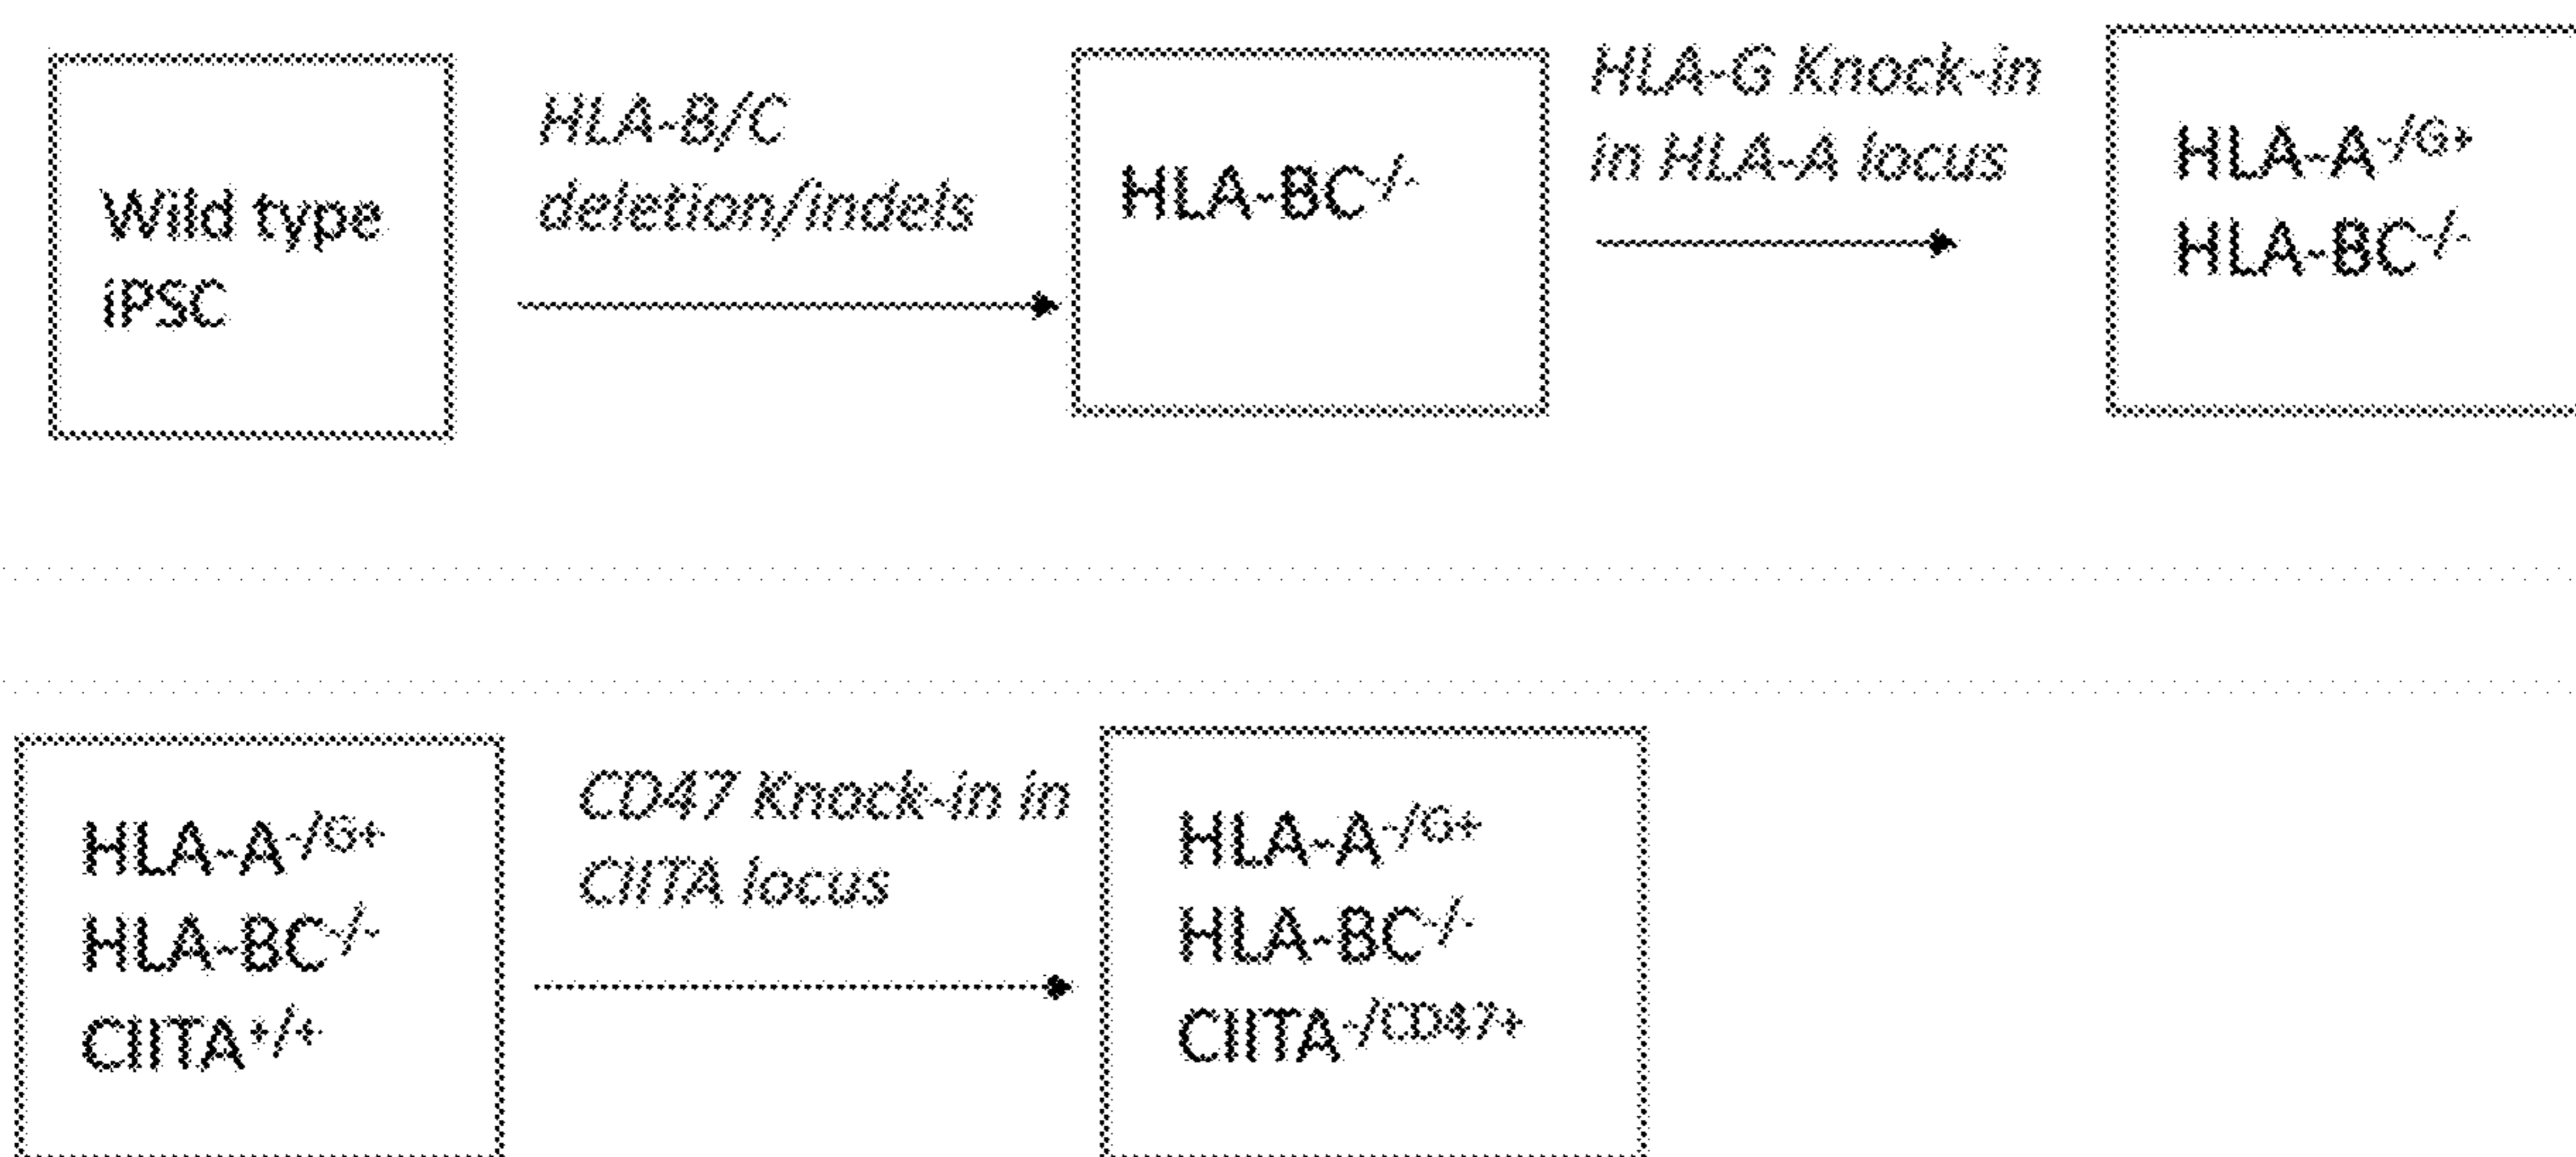 Wild type
iPSC
HLA-B/C
deletion/indels
HLA-BC-/-
HLA-G Knock-in
in HLA-A locus
HLA-A-/G+
HLA-BC-/-
HLA-A-/G+
HLA-BC-/-
CIITA+/+
CD47 Knock-in in
CIITA locus
HLA-A-/G+
HLA-BC-/-
CIITA-/CD47+